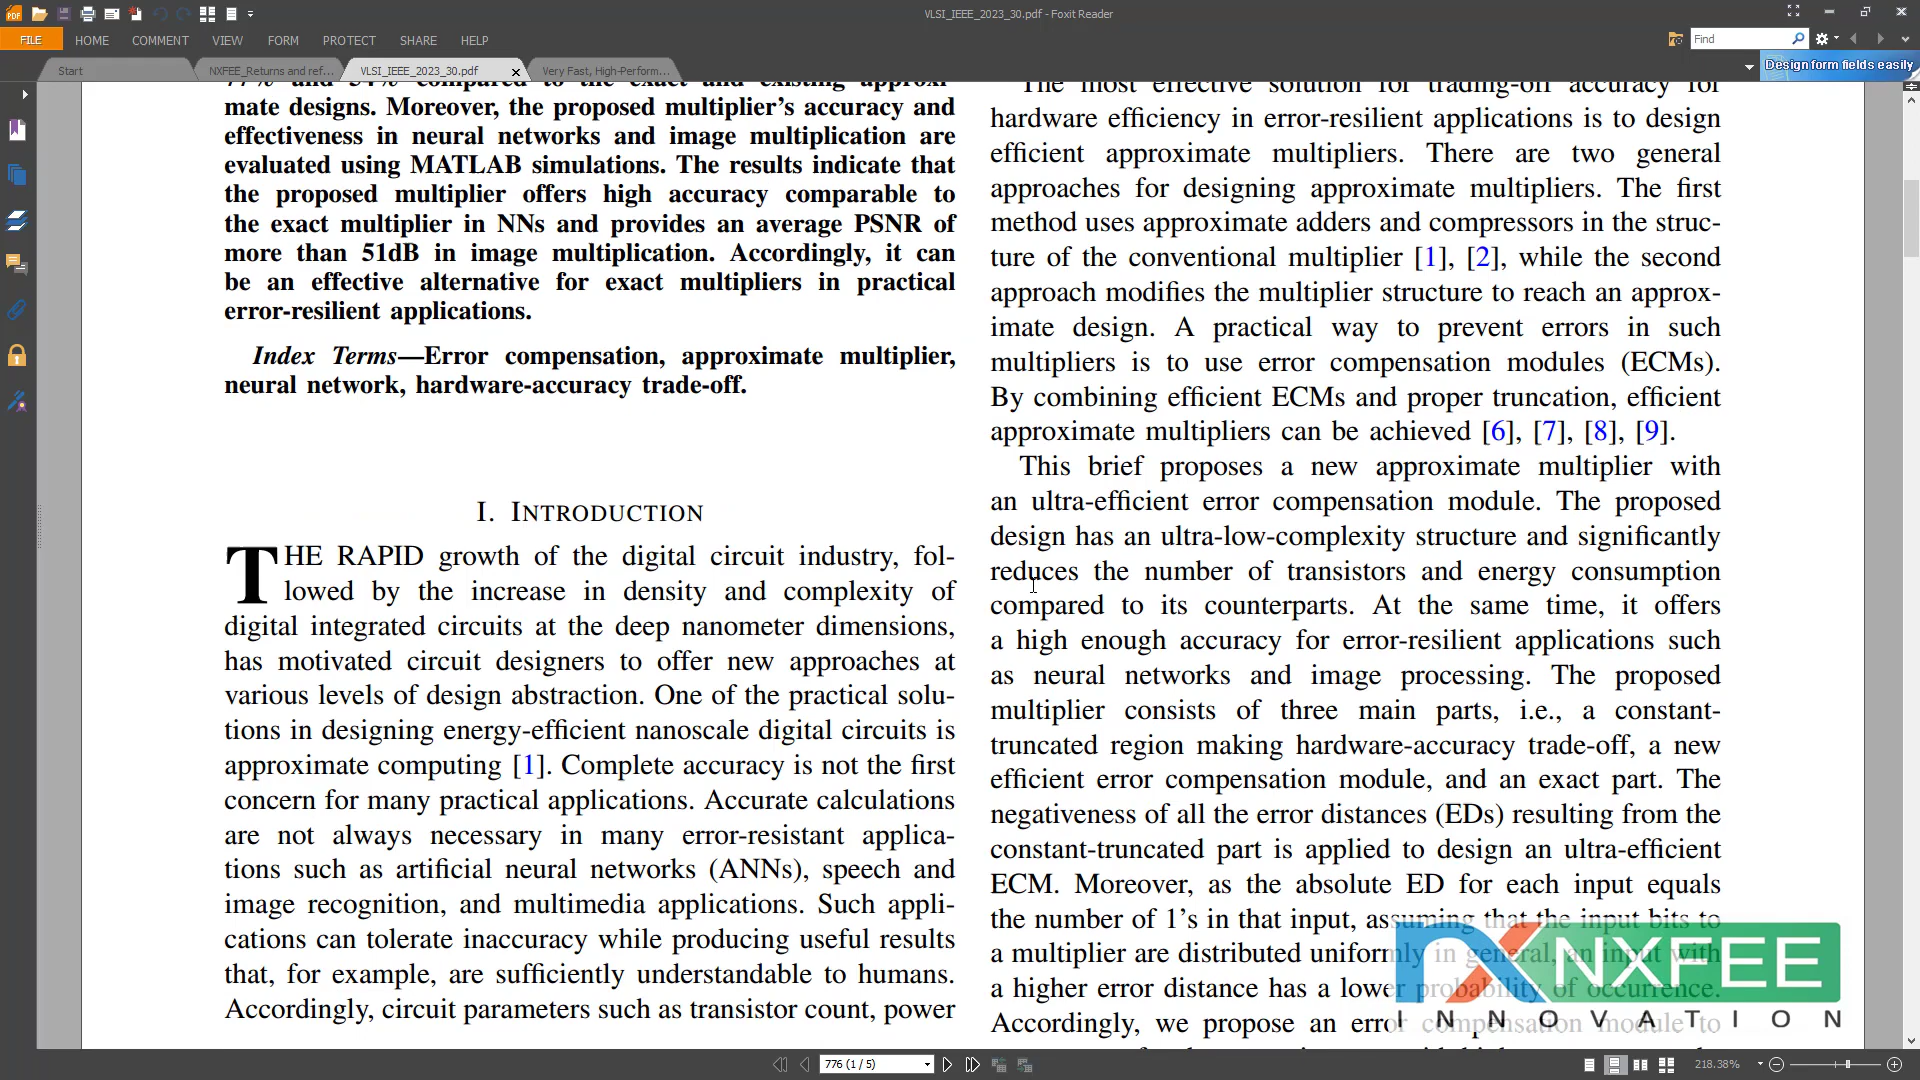 VLSI_IEEE_2023_30.pdf - Foxit Reader
FILE HOME COMMENT VIEW FORM PROTECT SHARE HELP
Find
Start NXFEE_Returns and ref... VLSI_IEEE_2023_30.pdf Very Fast, High-Perform...
Design form fields easily
77% and 54% compared to the exact and existing approxi-
mate designs. Moreover, the proposed multiplier's accuracy and
effectiveness in neural networks and image multiplication are
evaluated using MATLAB simulations. The results indicate that
the proposed multiplier offers high accuracy comparable to
the exact multiplier in NNs and provides an average PSNR of
more than 51dB in image multiplication. Accordingly, it can
be an effective alternative for exact multipliers in practical
error-resilient applications.
Index Terms—Error compensation, approximate multiplier,
neural network, hardware-accuracy trade-off.
I. INTRODUCTION
THE RAPID growth of the digital circuit industry, fol-
lowed by the increase in density and complexity of
digital integrated circuits at the deep nanometer dimensions,
has motivated circuit designers to offer new approaches at
various levels of design abstraction. One of the practical solu-
tions in designing energy-efficient nanoscale digital circuits is
approximate computing [1]. Complete accuracy is not the first
concern for many practical applications. Accurate calculations
are not always necessary in many error-resistant applica-
tions such as artificial neural networks (ANNs), speech and
image recognition, and multimedia applications. Such appli-
cations can tolerate inaccuracy while producing useful results
that, for example, are sufficiently understandable to humans.
Accordingly, circuit parameters such as transistor count, power
The most effective solution for trading-off accuracy for
hardware efficiency in error-resilient applications is to design
efficient approximate multipliers. There are two general
approaches for designing approximate multipliers. The first
method uses approximate adders and compressors in the struc-
ture of the conventional multiplier [1], [2], while the second
approach modifies the multiplier structure to reach an approx-
imate design. A practical way to prevent errors in such
multipliers is to use error compensation modules (ECMs).
By combining efficient ECMs and proper truncation, efficient
approximate multipliers can be achieved [6], [7], [8], [9].
This brief proposes a new approximate multiplier with
an ultra-efficient error compensation module. The proposed
design has an ultra-low-complexity structure and significantly
reduces the number of transistors and energy consumption
compared to its counterparts. At the same time, it offers
a high enough accuracy for error-resilient applications such
as neural networks and image processing. The proposed
multiplier consists of three main parts, i.e., a constant-
truncated region making hardware-accuracy trade-off, a new
efficient error compensation module, and an exact part. The
negativeness of all the error distances (EDs) resulting from the
constant-truncated part is applied to design an ultra-efficient
ECM. Moreover, as the absolute ED for each input equals
the number of 1's in that input, assuming that the input bits to
a multiplier are distributed uniformly in general, an input with
a higher error distance has a lower probability of occurrence.
Accordingly, we propose an error compensation module to
NXFEE
INNOVATION
776 (1 / 5)
218.38%